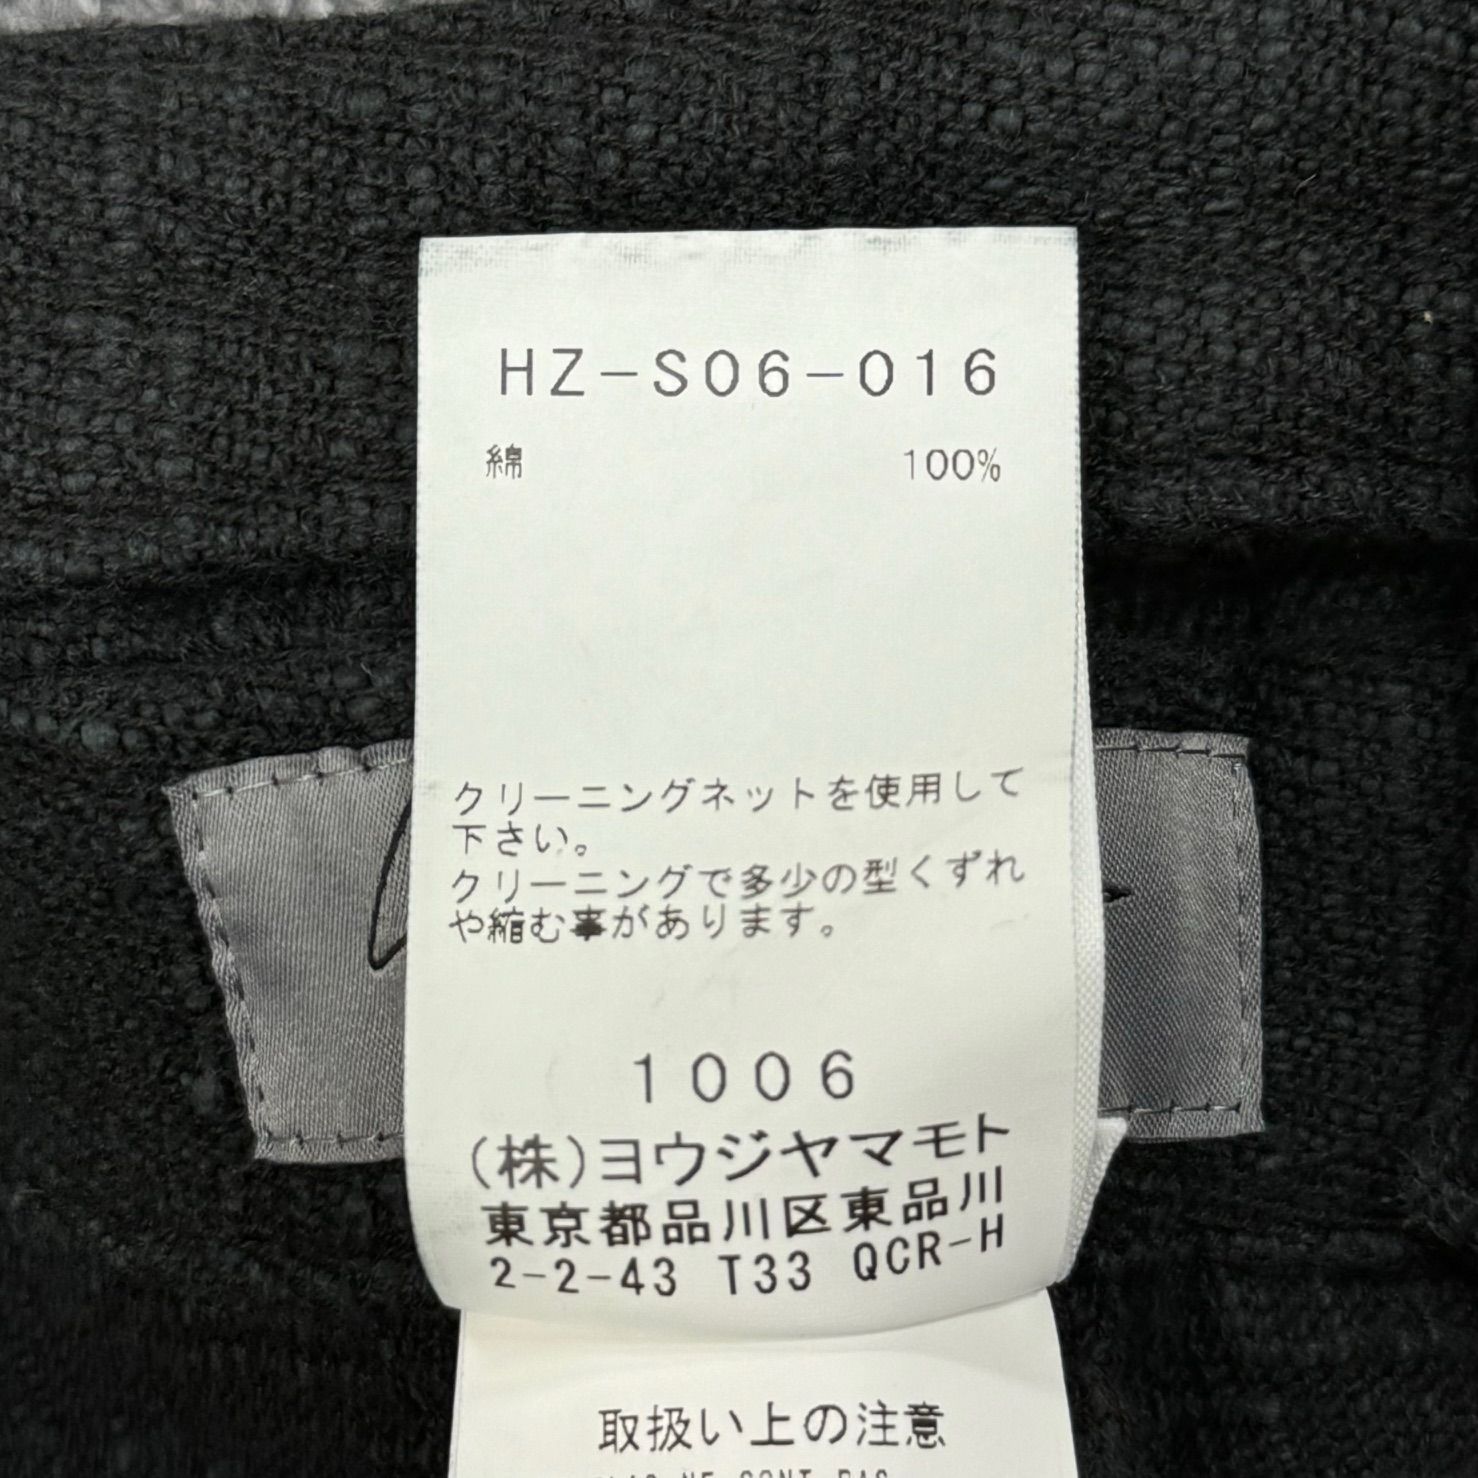 HZ-S06-016
綿 100%
クリーニングネットを使用して
下さい。
クリーニングで多少の型くずれ
や縮む事があります。
1006
(株)ヨウジヤマモト
東京都品川区東品川
2-2-43 T33 QCR-H
取扱い上の注意